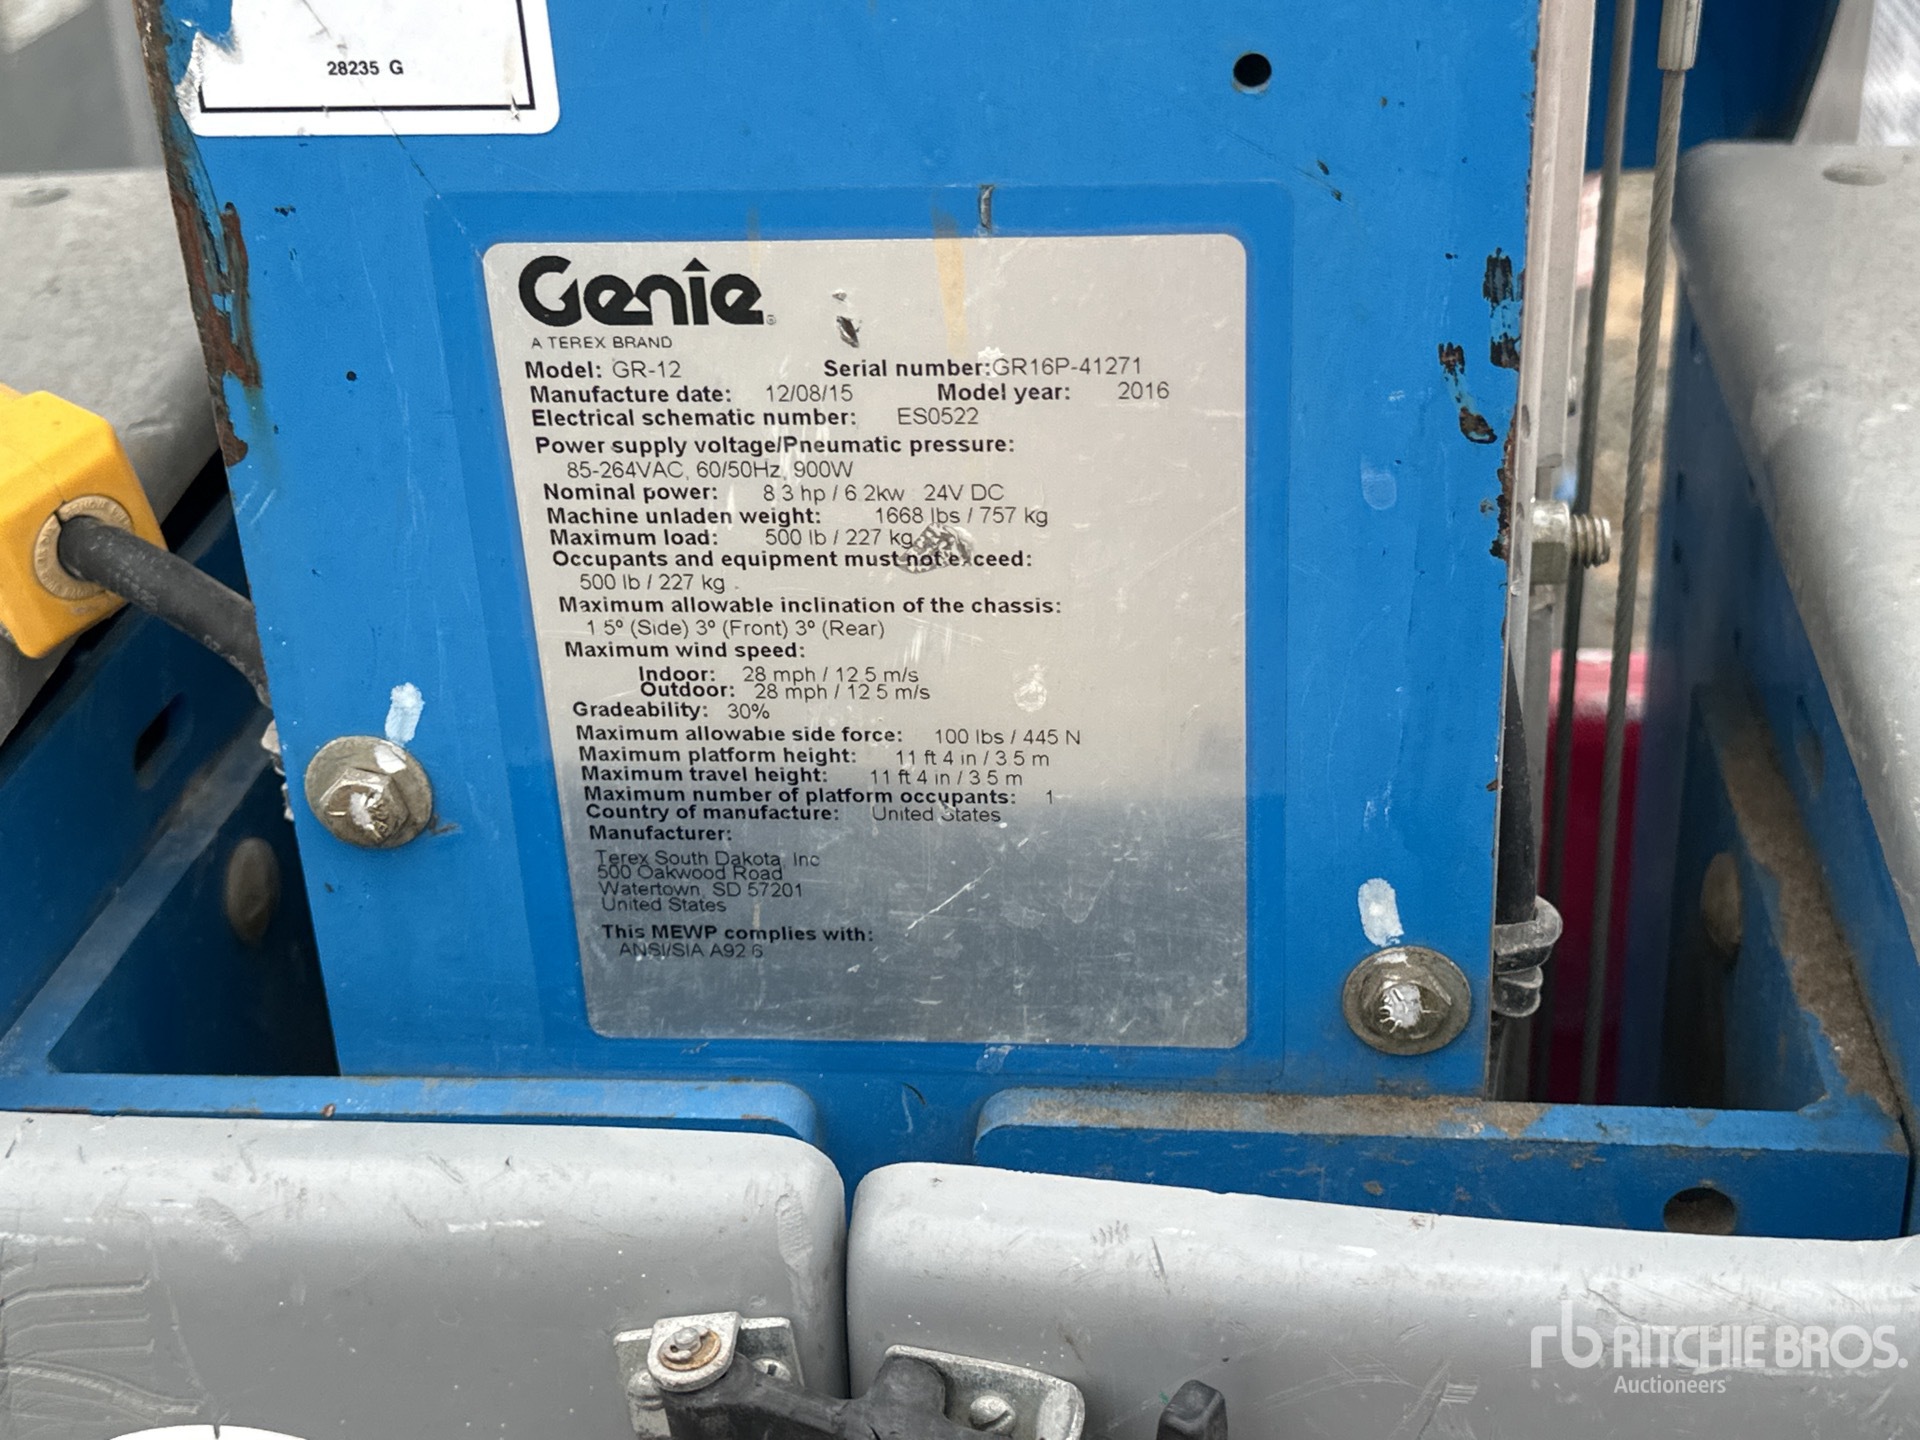 28235 G
Genie
A TEREX BRAND
Model: GR-12 Serial number:GR16P-41271
Manufacture date: 12/08/15 Model year: 2016
Electrical schematic number: ES0522
Power supply voltage/Pneumatic pressure:
85-264VAC, 60/50Hz, 900W
Nominal power: 8.3 hp / 6.2kw 24V DC
Machine unladen weight: 1668 lbs / 757 kg
Maximum load: 500 lb / 227 kg
Occupants and equipment must not exceed:
500 lb / 227 kg
Maximum allowable inclination of the chassis:
1.5º (Side) 3º (Front) 3º (Rear)
Maximum wind speed:
Indoor: 28 mph / 12.5 m/s
Outdoor: 28 mph / 12.5 m/s
Gradeability: 30%
Maximum allowable side force: 100 lbs / 445 N
Maximum platform height: 11 ft 4 in / 3.5 m
Maximum travel height: 11 ft 4 in / 3.5 m
Maximum number of platform occupants: 1
Country of manufacture: United States
Manufacturer:
Terex South Dakota, Inc
500 Oakwood Road
Watertown, SD 57201
United States
This MEWP complies with:
ANSI/SIA A92.6
rb RITCHIE BROS.
Auctioneers